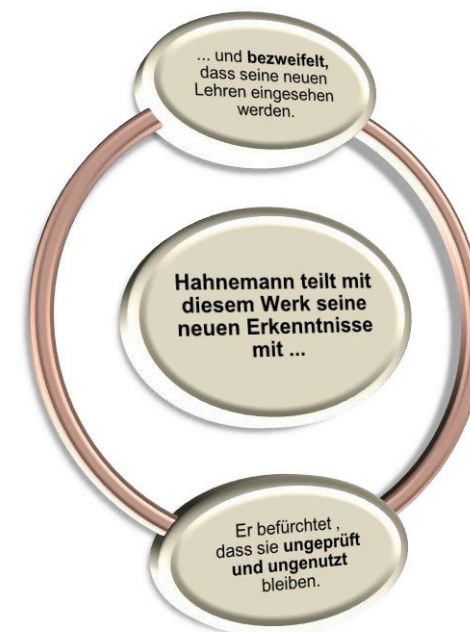 ... und bezweifelt,
dass seine neuen
Lehren eingesehen
werden.
Hahnemann teilt mit
diesem Werk seine
neuen Erkenntnisse
mit ...
Er befürchtet ,
dass sie ungeprüft
und ungenutzt
bleiben.